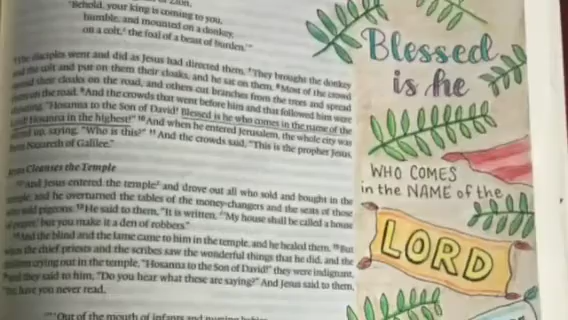 of Zion,
'Behold, your king is coming to you,
humble, and mounted on a donkey,
on a colt, the foal of a beast of burden.'"
The disciples went and did as Jesus had directed them. 7 They brought the donkey
and the colt and put on them their cloaks, and he sat on them. 8 Most of the crowd
spread their cloaks on the road, and others cut branches from the trees and spread
them on the road. 9 And the crowds that went before him and that followed him were
shouting, "Hosanna to the Son of David! Blessed is he who comes in the name of the
Lord! Hosanna in the highest!" 10 And when he entered Jerusalem, the whole city was
stirred up, saying, "Who is this?" 11 And the crowds said, "This is the prophet Jesus,
from Nazareth of Galilee."
Jesus Cleanses the Temple
12 And Jesus entered the temple and drove out all who sold and bought in the
temple, and he overturned the tables of the money-changers and the seats of those
who sold pigeons. 13 He said to them, "It is written, 'My house shall be called a house
of prayer,' but you make it a den of robbers."
14 And the blind and the lame came to him in the temple, and he healed them. 15 But
when the chief priests and the scribes saw the wonderful things that he did, and the
children crying out in the temple, "Hosanna to the Son of David!" they were indignant,
and they said to him, "Do you hear what these are saying?" And Jesus said to them,
"Yes; have you never read,
"'Out of the mouth of infants and nursing babies
Blessed
is he
WHO COMES
in the NAME of the
LORD